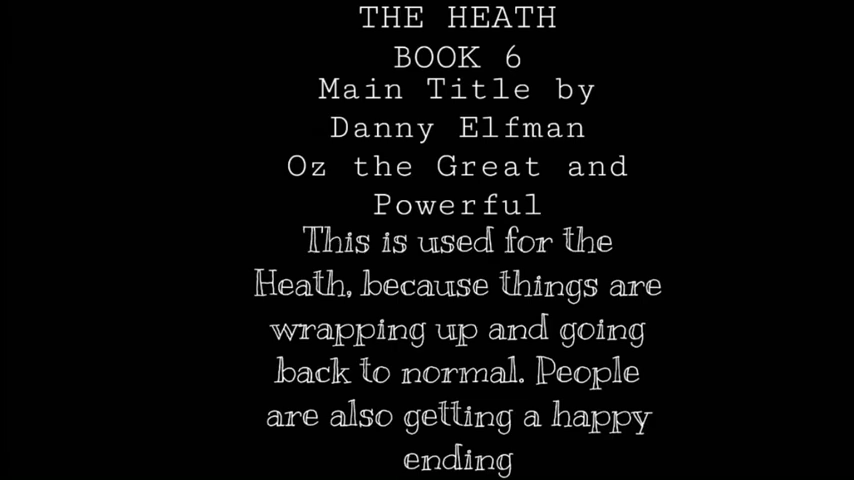 THE HEATH
BOOK 6
Main Title by
Danny Elfman
Oz the Great and
Powerful
This is used for the
Heath, because things are
wrapping up and going
back to normal. People
are also getting a happy
ending